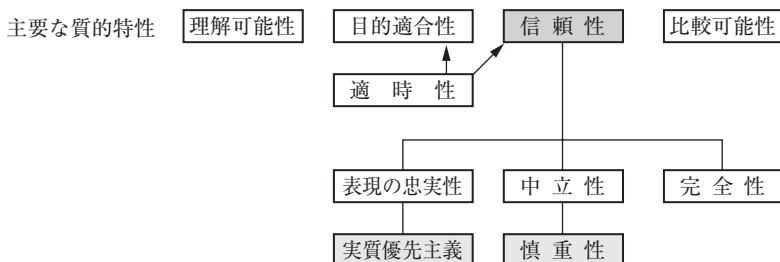 主要な質的特性 理解可能性 目的適合性 信頼性 比較可能性
適時性
表現の忠実性 中立性 完全性
実質優先主義 慎重性